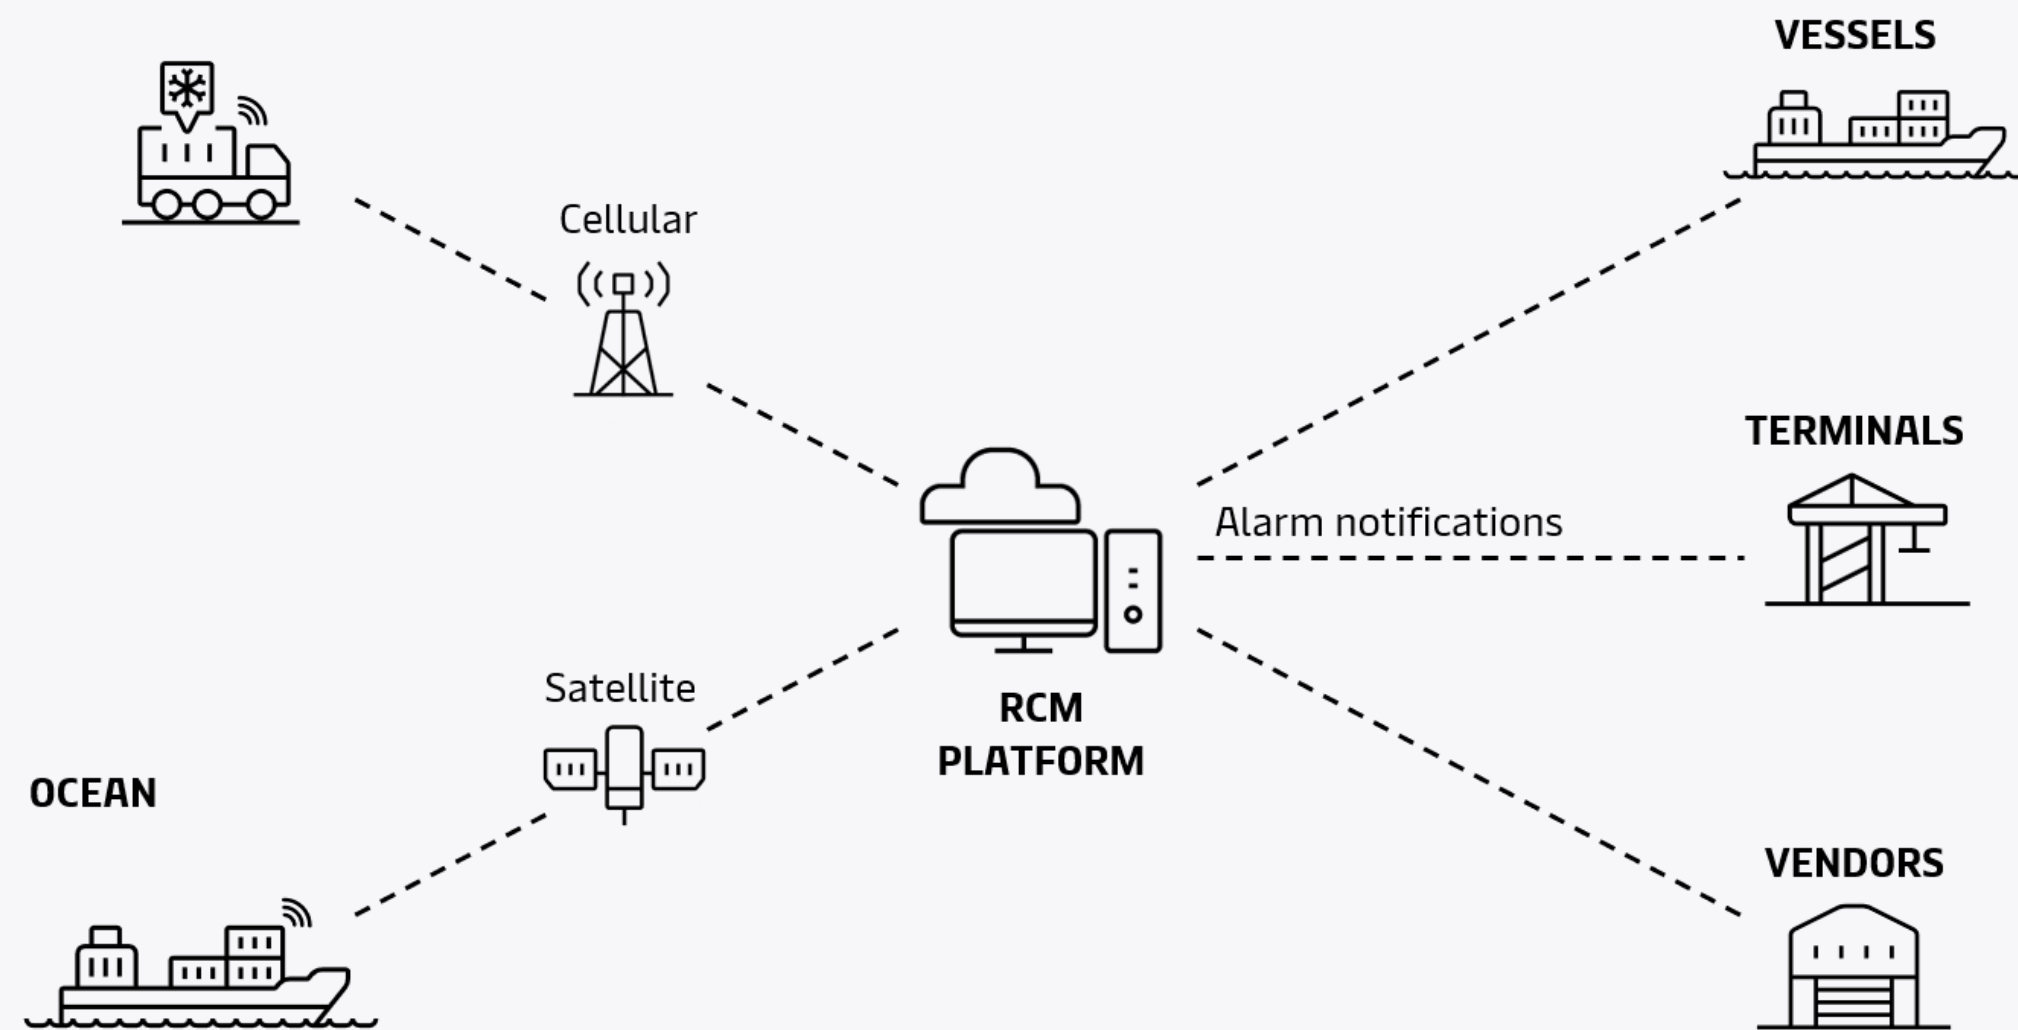 VESSELS
Cellular
TERMINALS
Alarm notifications
Satellite
RCM
PLATFORM
OCEAN
VENDORS